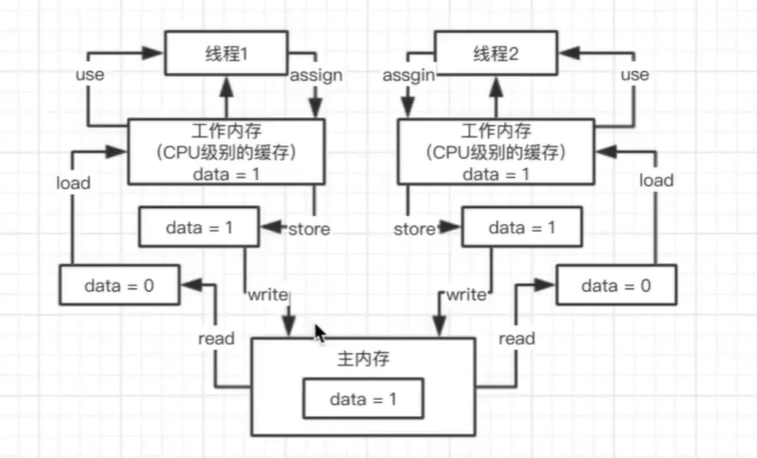 线程1
线程2
use
assign
assgin
use
工作内存
（CPU级别的缓存）
data = 1
工作内存
（CPU级别的缓存）
data = 1
load
load
data = 1
store
store
data = 1
data = 0
write
write
data = 0
read
read
主内存
data = 1